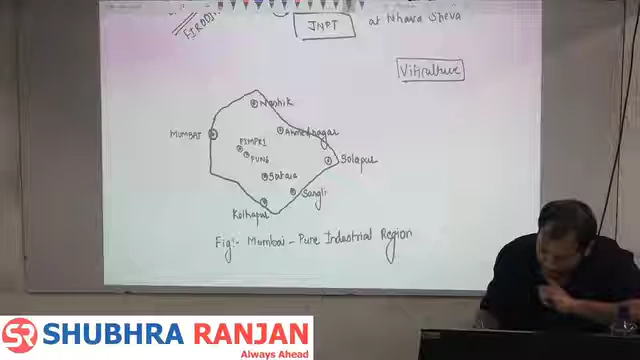 JNPT at Nhava Sheva
Viticulture
Nashik
MUMBAI
Ahmednagar
PIMPRI
PUNE
Solapur
Satara
Sangli
Kolhapur
Fig:- Mumbai - Pune Industrial Region
SR SHUBHRA RANJAN
Always Ahead